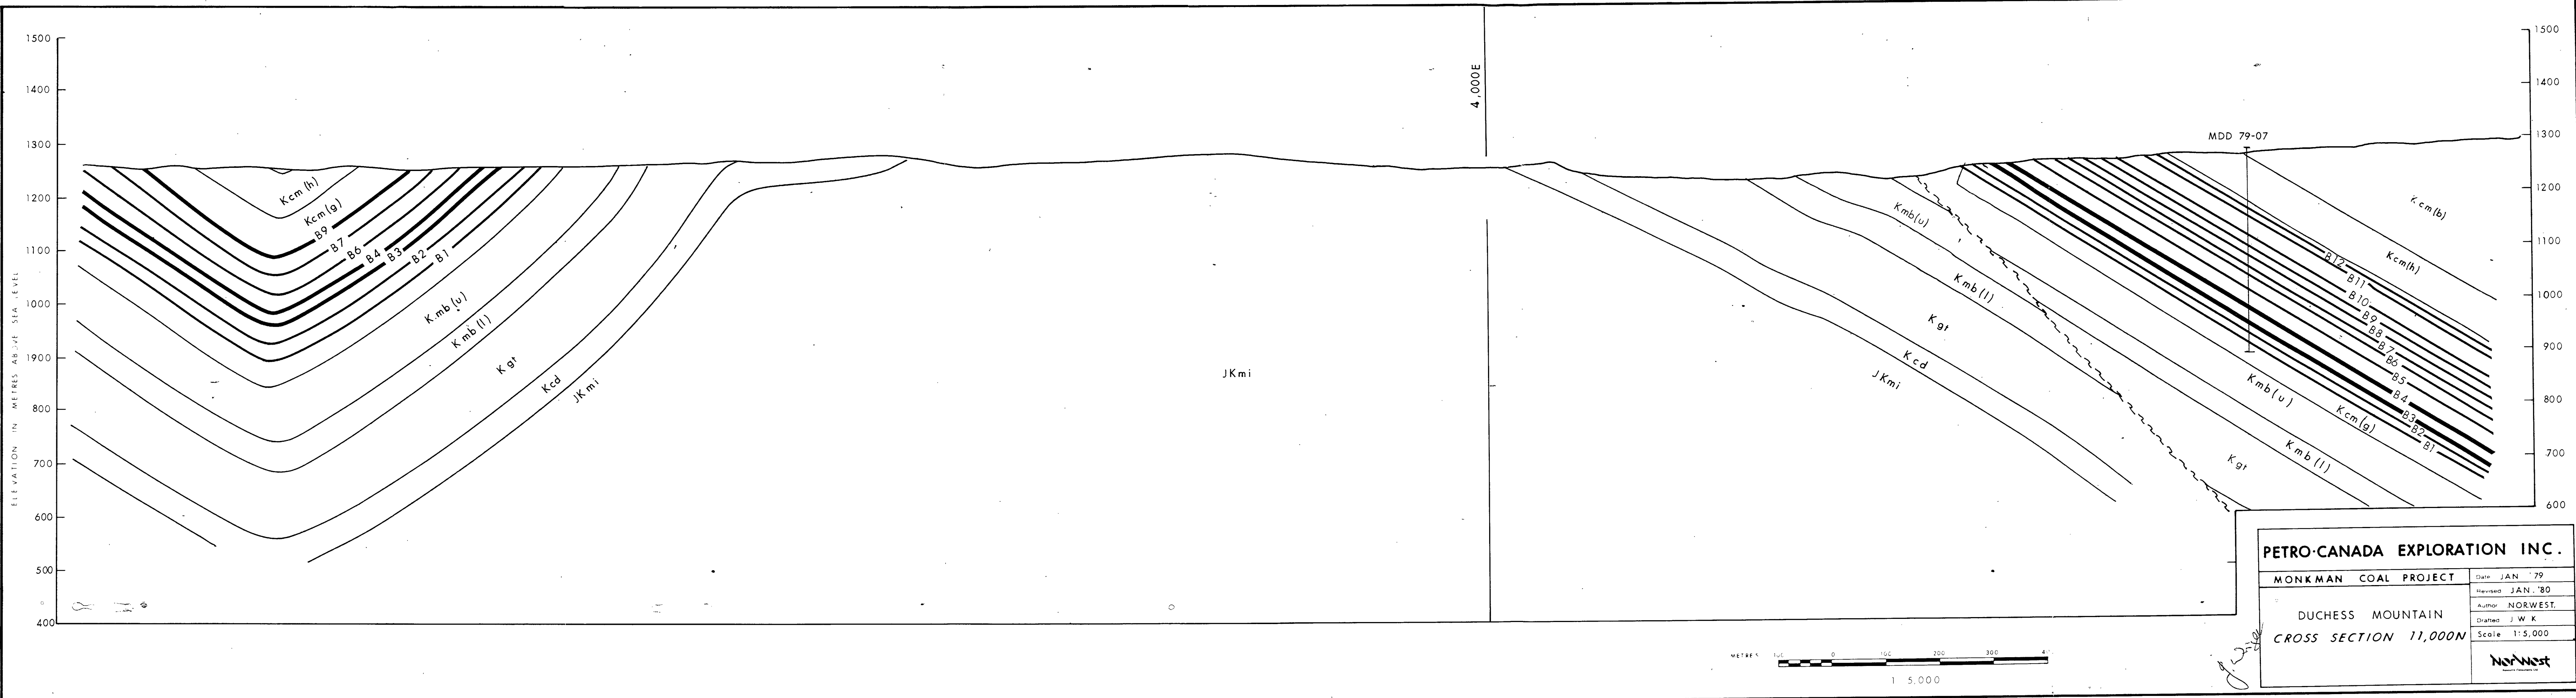 1500
1400
1300
1200
1100
1000
1900
800
700
600
500
400
ELEVATION IN METRES ABOVE SEA LEVEL
Kcm(h)
Kcm(g)
B9
B7
B6
B4
B3
B2
B1
K.mb(u)
Kmb(l)
Kgt
Kcd
JKmi
JKmi
4,000E
JKmi
Kcd
Kgt
Kmb(l)
Kmb(u)
MDD 79-07
K.cm(b)
Kcm(h)
B12
B11
B10
B9
B8
B7
B6
B5
B4
B3
B2
B1
Kcm(g)
Kmb(u)
Kmb(l)
Kgt
1500
1400
1300
1200
1100
1000
900
800
700
600
METRES 100 0 100 200 300
1 5,000
PETRO-CANADA EXPLORATION INC.
MONKMAN COAL PROJECT
DUCHESS MOUNTAIN
CROSS SECTION 11,000N
Date JAN '79
Revised JAN. '80
Author NORWEST.
Drafted J W K
Scale 1:5,000
NorWest